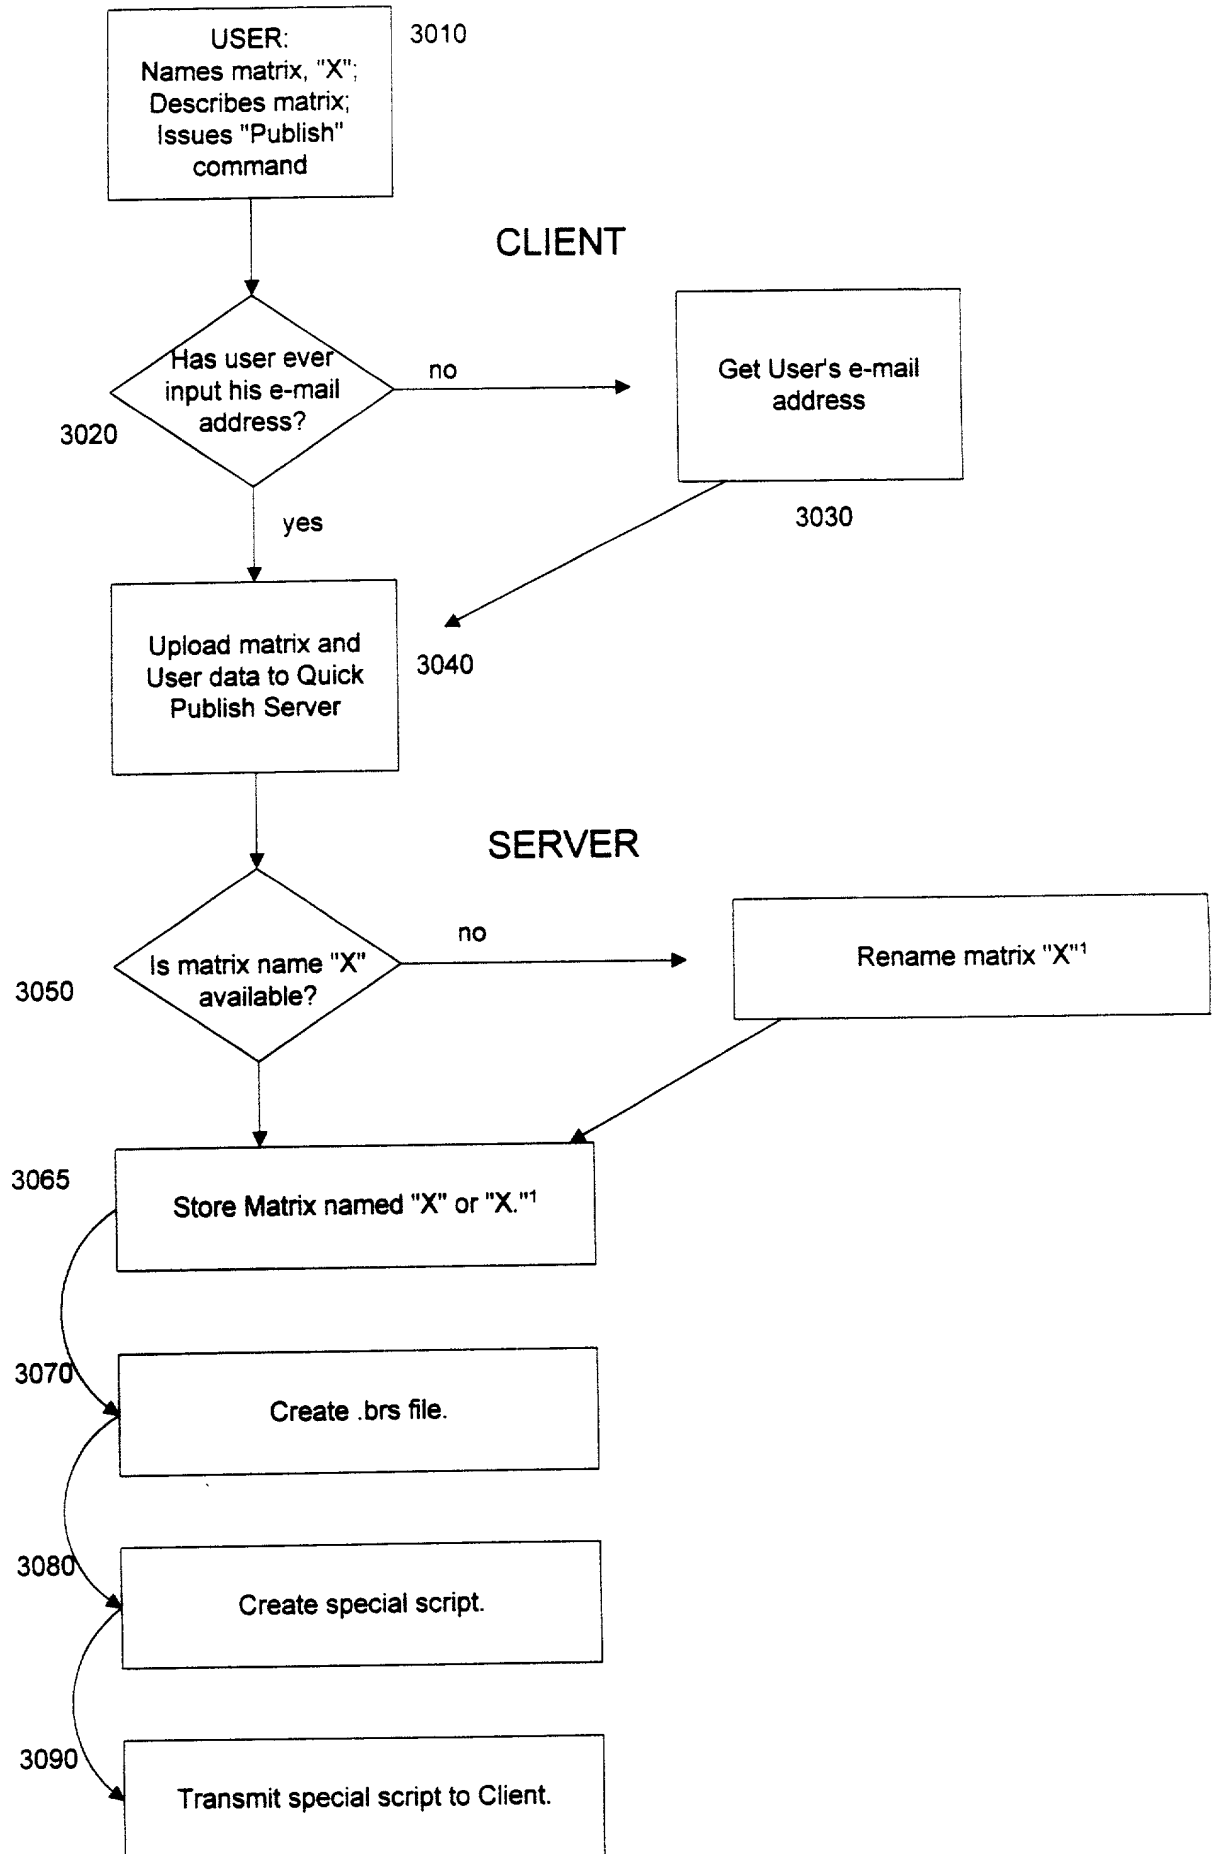 USER:
Names matrix, "X";
Describes matrix;
Issues "Publish"
command
3010
CLIENT
Has user ever
input his e-mail
address?
3020
no
Get User's e-mail
address
3030
yes
Upload matrix and
User data to Quick
Publish Server
3040
SERVER
Is matrix name "X"
available?
3050
no
Rename matrix "X"¹
3065
Store Matrix named "X" or "X."¹
3070
Create .brs file.
3080
Create special script.
3090
Transmit special script to Client.